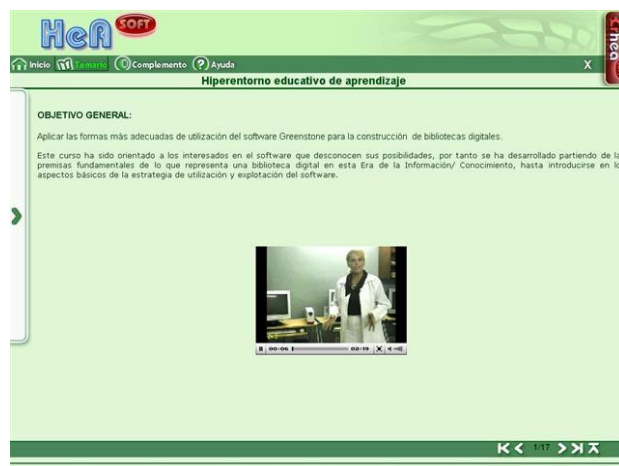 HeA SOFT
Inicio Temario Complemento Ayuda X
.hea
Hiperentorno educativo de aprendizaje
OBJETIVO GENERAL:
Aplicar las formas más adecuadas de utilización del software Greenstone para la construcción de bibliotecas digitales.
Este curso ha sido orientado a los interesados en el software que desconocen sus posibilidades, por tanto se ha desarrollado partiendo de la
premisas fundamentales de lo que representa una biblioteca digital en esta Era de la Información/ Conocimiento, hasta introducirse en lo
aspectos básicos de la estrategia de utilización y explotación del software.
00:06 02:19
1/17